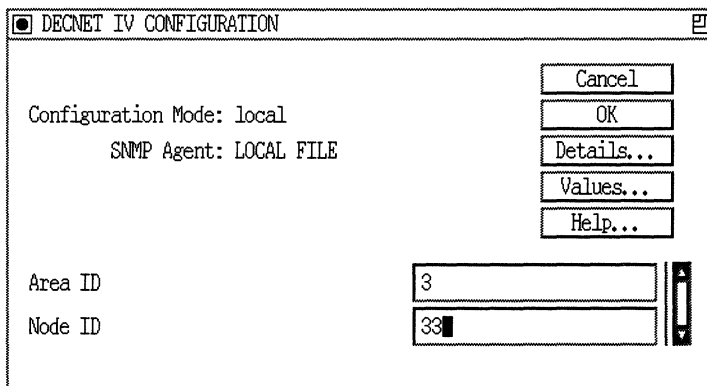 DECNET IV CONFIGURATION
Cancel
Configuration Mode: local
OK
SNMP Agent: LOCAL FILE
Details...
Values...
Help...
Area ID
3
Node ID
33